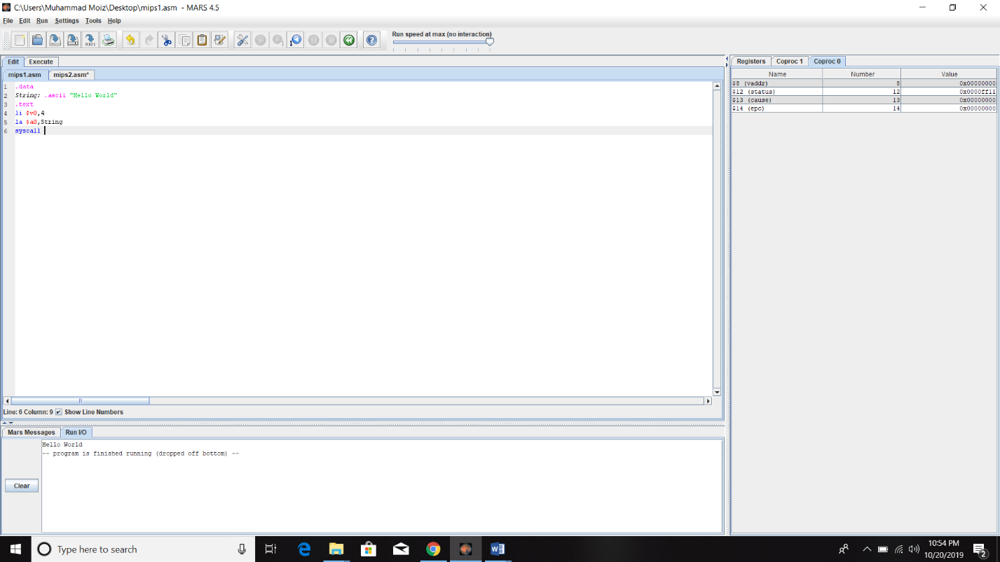 C:\Users\Muhammad Moiz\Desktop\mips1.asm - MARS 4.5
File Edit Run Settings Tools Help
Run speed at max (no interaction)
Edit Execute
mips1.asm mips2.asm*
1 .data
2 String: .ascii "Hello World"
3 .text
4 li $v0,4
5 la $a0,String
6 syscall
Line: 6 Column: 9 Show Line Numbers
Mars Messages Run I/O
Hello World
-- program is finished running (dropped off bottom) --
Clear
Registers Coproc 1 Coproc 0
Name Number Value
$8 (vaddr) 8 0x00000000
$12 (status) 12 0x0000ff11
$13 (cause) 13 0x00000000
$14 (epc) 14 0x00000000
Type here to search
10:54 PM
10/20/2019
2